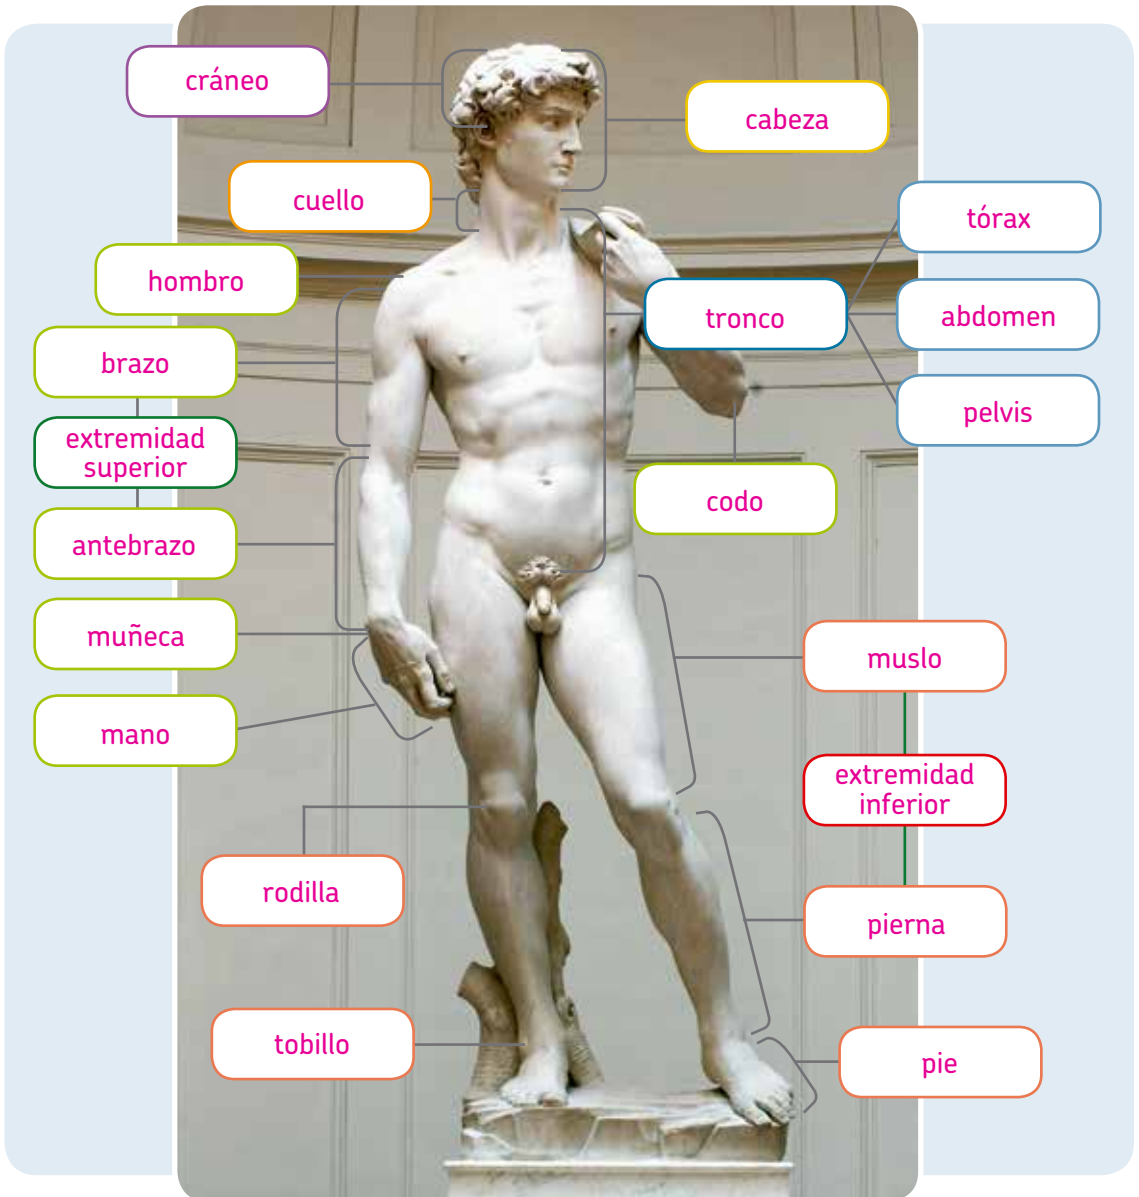 cráneo
cabeza
cuello
tórax
hombro
tronco
abdomen
brazo
pelvis
extremidad
superior
codo
antebrazo
muñeca
muslo
mano
extremidad
inferior
rodilla
pierna
tobillo
pie